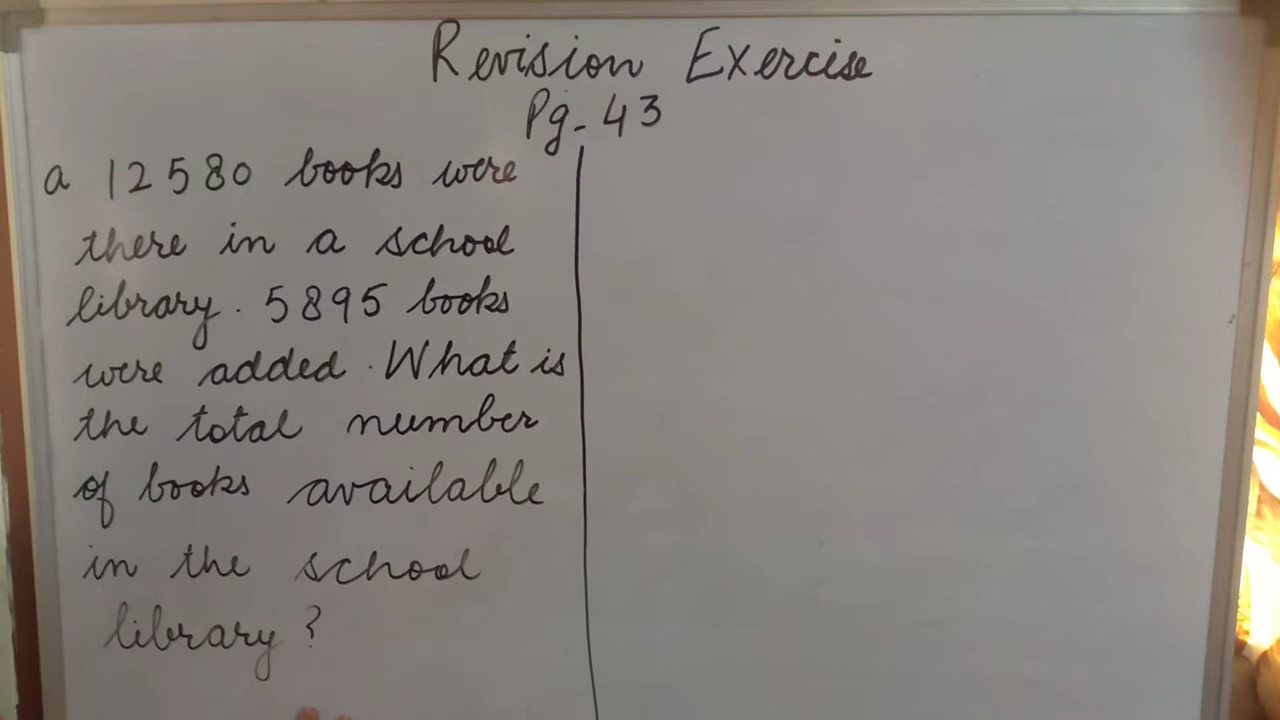 Revision Exercise
Pg - 43
a 12580 books were
there in a school
library. 5895 books
were added. What is
the total number
of books available
in the school
library?